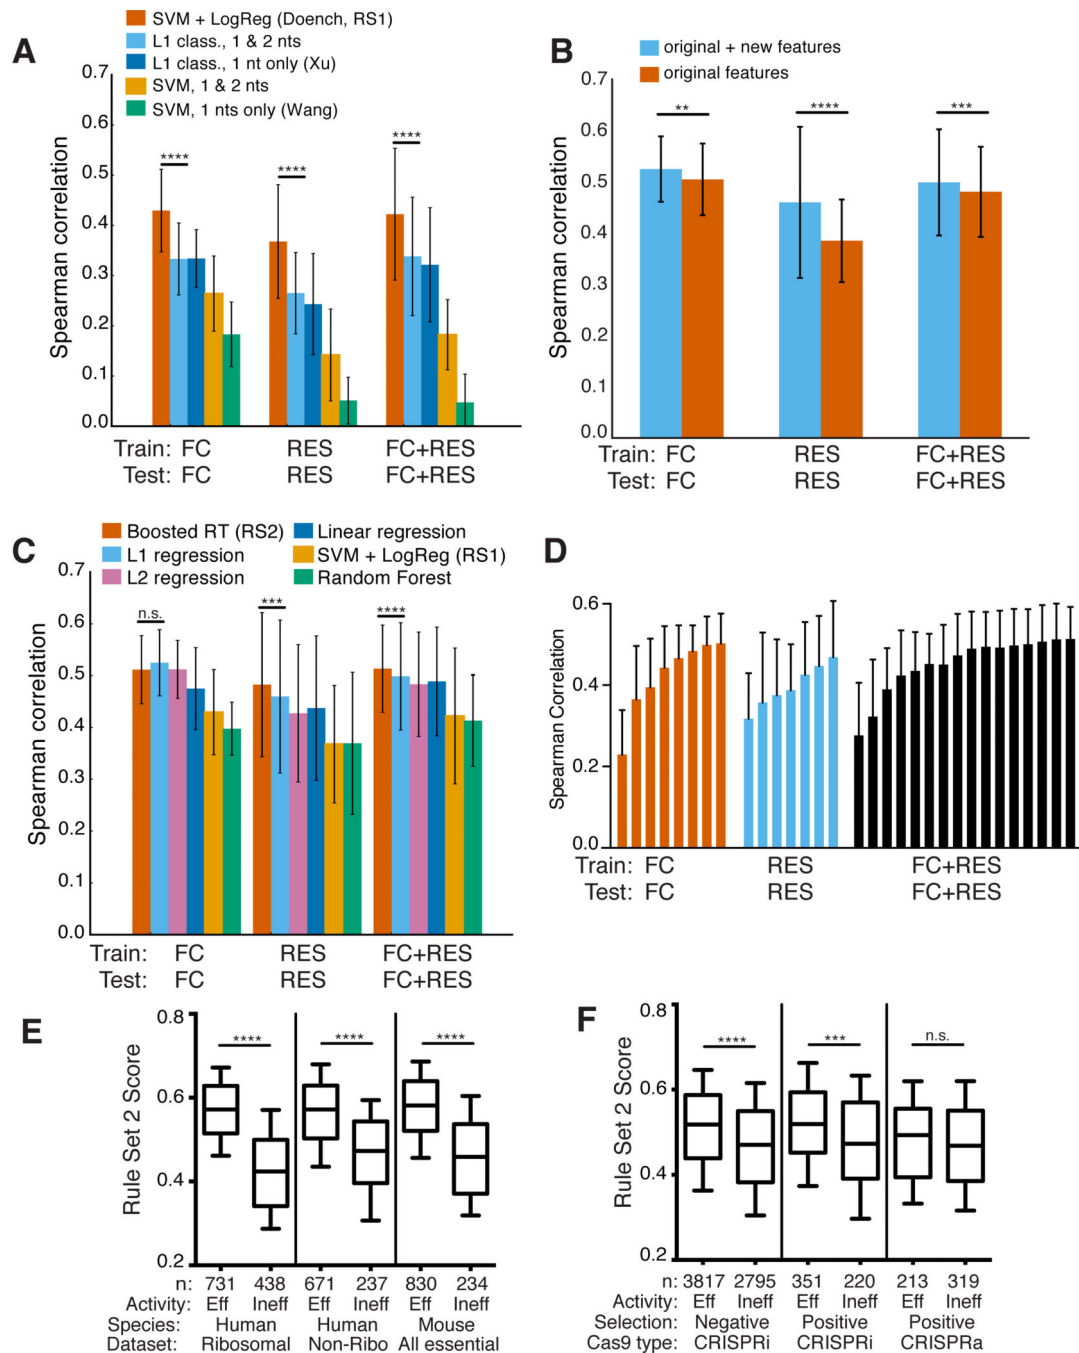 A
SVM + LogReg (Doench, RS1)
L1 class., 1 & 2 nts
L1 class., 1 nt only (Xu)
SVM, 1 & 2 nts
SVM, 1 nts only (Wang)
Spearman correlation
0.7
0.6
0.5
0.4
0.3
0.2
0.1
0.0
**** **** ****
Train: FC RES FC+RES
Test: FC RES FC+RES
B
original + new features
original features
Spearman correlation
0.7
0.6
0.5
0.4
0.3
0.2
0.1
0.0
** **** ***
Train: FC RES FC+RES
Test: FC RES FC+RES
C
Boosted RT (RS2) Linear regression
L1 regression SVM + LogReg (RS1)
L2 regression Random Forest
Spearman correlation
0.7
0.6
0.5
0.4
0.3
0.2
0.1
0.0
n.s. *** ****
Train: FC RES FC+RES
Test: FC RES FC+RES
D
Spearman Correlation
0.6
0.4
0.2
0.0
Train: FC RES FC+RES
Test: FC RES FC+RES
E
Rule Set 2 Score
0.8
0.6
0.4
0.2
**** **** ****
n: 731 438 671 237 830 234
Activity: Eff Ineff Eff Ineff Eff Ineff
Species: Human Human Mouse
Dataset: Ribosomal Non-Ribo All essential
F
Rule Set 2 Score
0.8
0.6
0.4
0.2
**** *** n.s.
n: 3817 2795 351 220 213 319
Activity: Eff Ineff Eff Ineff Eff Ineff
Selection: Negative Positive Positive
Cas9 type: CRISPRi CRISPRi CRISPRa